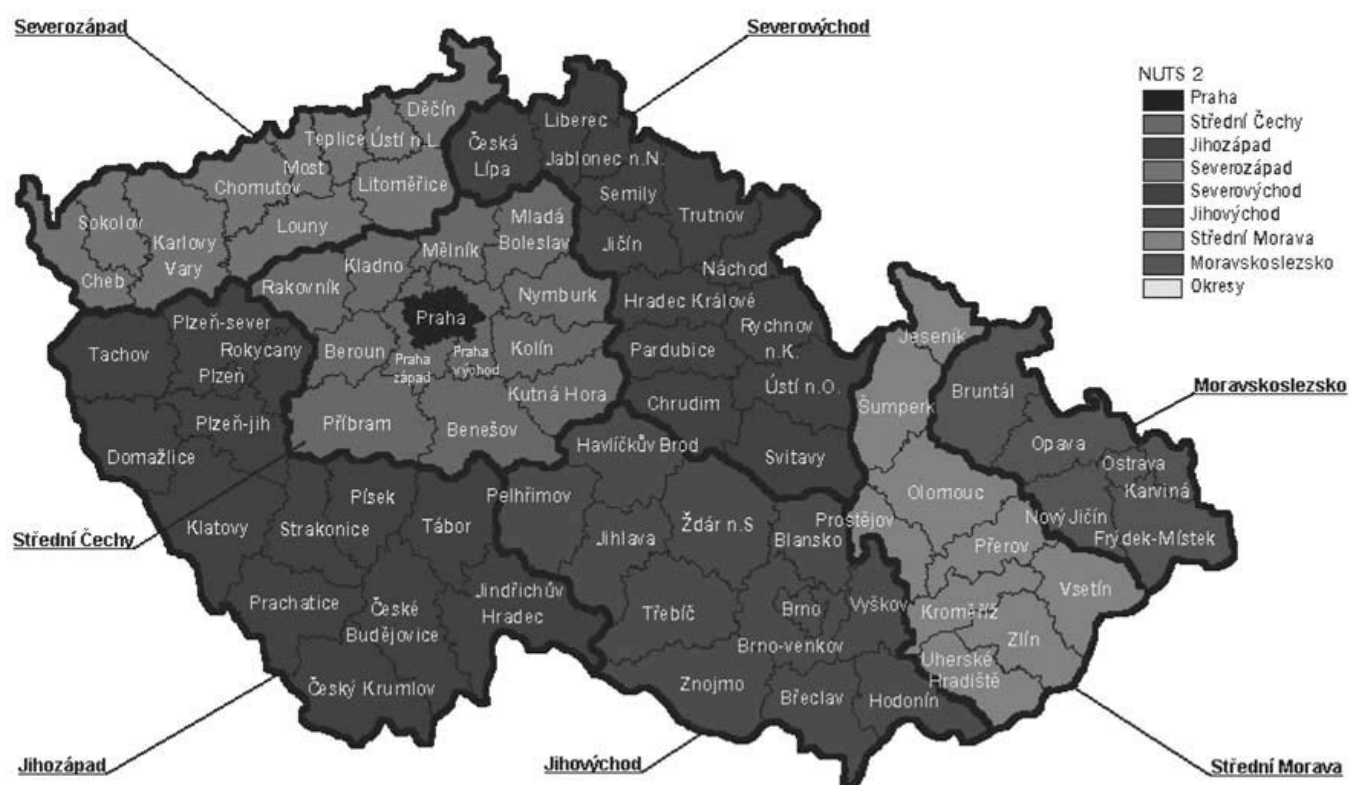 Severozápad
Severovýchod
NUTS 2
Praha
Střední Čechy
Jihozápad
Severozápad
Severovýchod
Jihovýchod
Střední Morava
Moravskoslezsko
Okresy
Děčín
Teplice
Ústí n.L.
Most
Chomutov
Litoměřice
Louny
Sokolov
Karlovy
Vary
Cheb
Česká
Lípa
Liberec
Jablonec n.N.
Semily
Trutnov
Jičín
Náchod
Hradec Králové
Rychnov
n.K.
Pardubice
Ústí n.O.
Chrudim
Svitavy
Mladá
Boleslav
Mělník
Kladno
Rakovník
Nymburk
Praha
Beroun
Praha
západ
Praha
východ
Kolín
Kutná Hora
Příbram
Benešov
Plzeň-sever
Tachov
Rokycany
Plzeň
Plzeň-jih
Domažlice
Klatovy
Strakonice
Písek
Tábor
Prachatice
České
Budějovice
Jindřichův
Hradec
Český Krumlov
Havlíčkův Brod
Pelhřimov
Jihlava
Ždár n.S
Blansko
Třebíč
Brno
Vyškov
Brno-venkov
Znojmo
Břeclav
Hodonín
Jeseník
Šumperk
Olomouc
Prostějov
Přerov
Kroměříž
Vsetín
Zlín
Uherské
Hradiště
Bruntál
Opava
Ostrava
Karviná
Nový Jičín
Frýdek-Místek
Moravskoslezsko
Střední Čechy
Jihozápad
Jihovýchod
Střední Morava